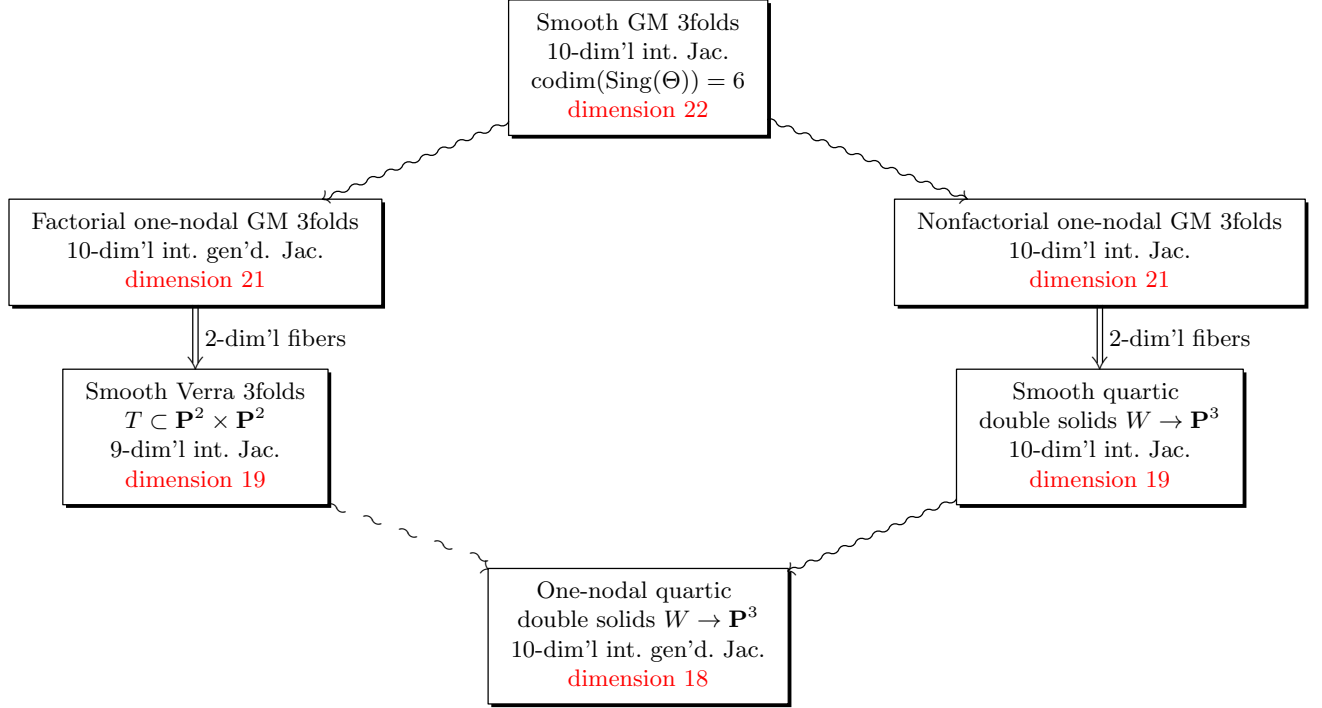 Smooth GM 3folds
10-dim'l int. Jac.
codim(Sing(Θ)) = 6
dimension 22
Factorial one-nodal GM 3folds
10-dim'l int. gen'd. Jac.
dimension 21
Nonfactorial one-nodal GM 3folds
10-dim'l int. Jac.
dimension 21
2-dim'l fibers
2-dim'l fibers
Smooth Verra 3folds
T ⊂ P² × P²
9-dim'l int. Jac.
dimension 19
Smooth quartic
double solids W → P³
10-dim'l int. Jac.
dimension 19
One-nodal quartic
double solids W → P³
10-dim'l int. gen'd. Jac.
dimension 18